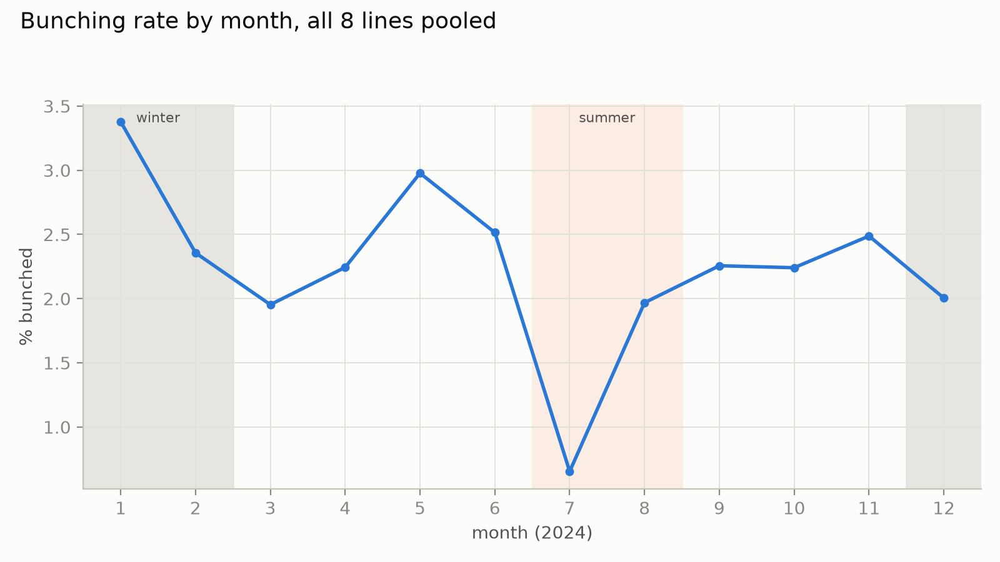 Bunching rate by month, all 8 lines pooled
winter
summer
3.5
3.0
2.5
2.0
1.5
1.0
% bunched
1 2 3 4 5 6 7 8 9 10 11 12
month (2024)